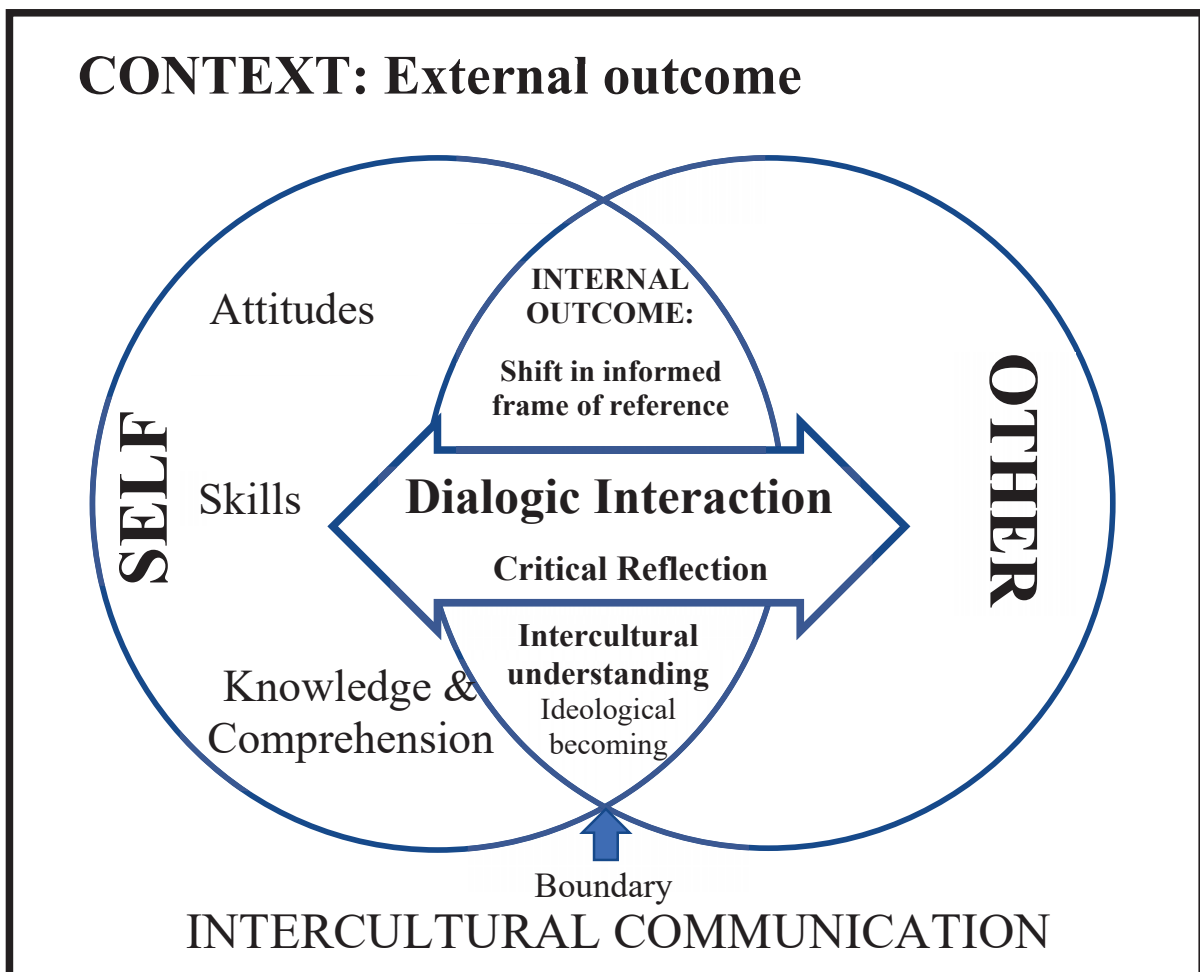 CONTEXT: External outcome
INTERNAL
OUTCOME:
Attitudes
Shift in informed
frame of reference
SELF
OTHER
Skills
Dialogic Interaction
Critical Reflection
Intercultural
understanding
Knowledge &
Comprehension
Ideological
becoming
Boundary
INTERCULTURAL COMMUNICATION